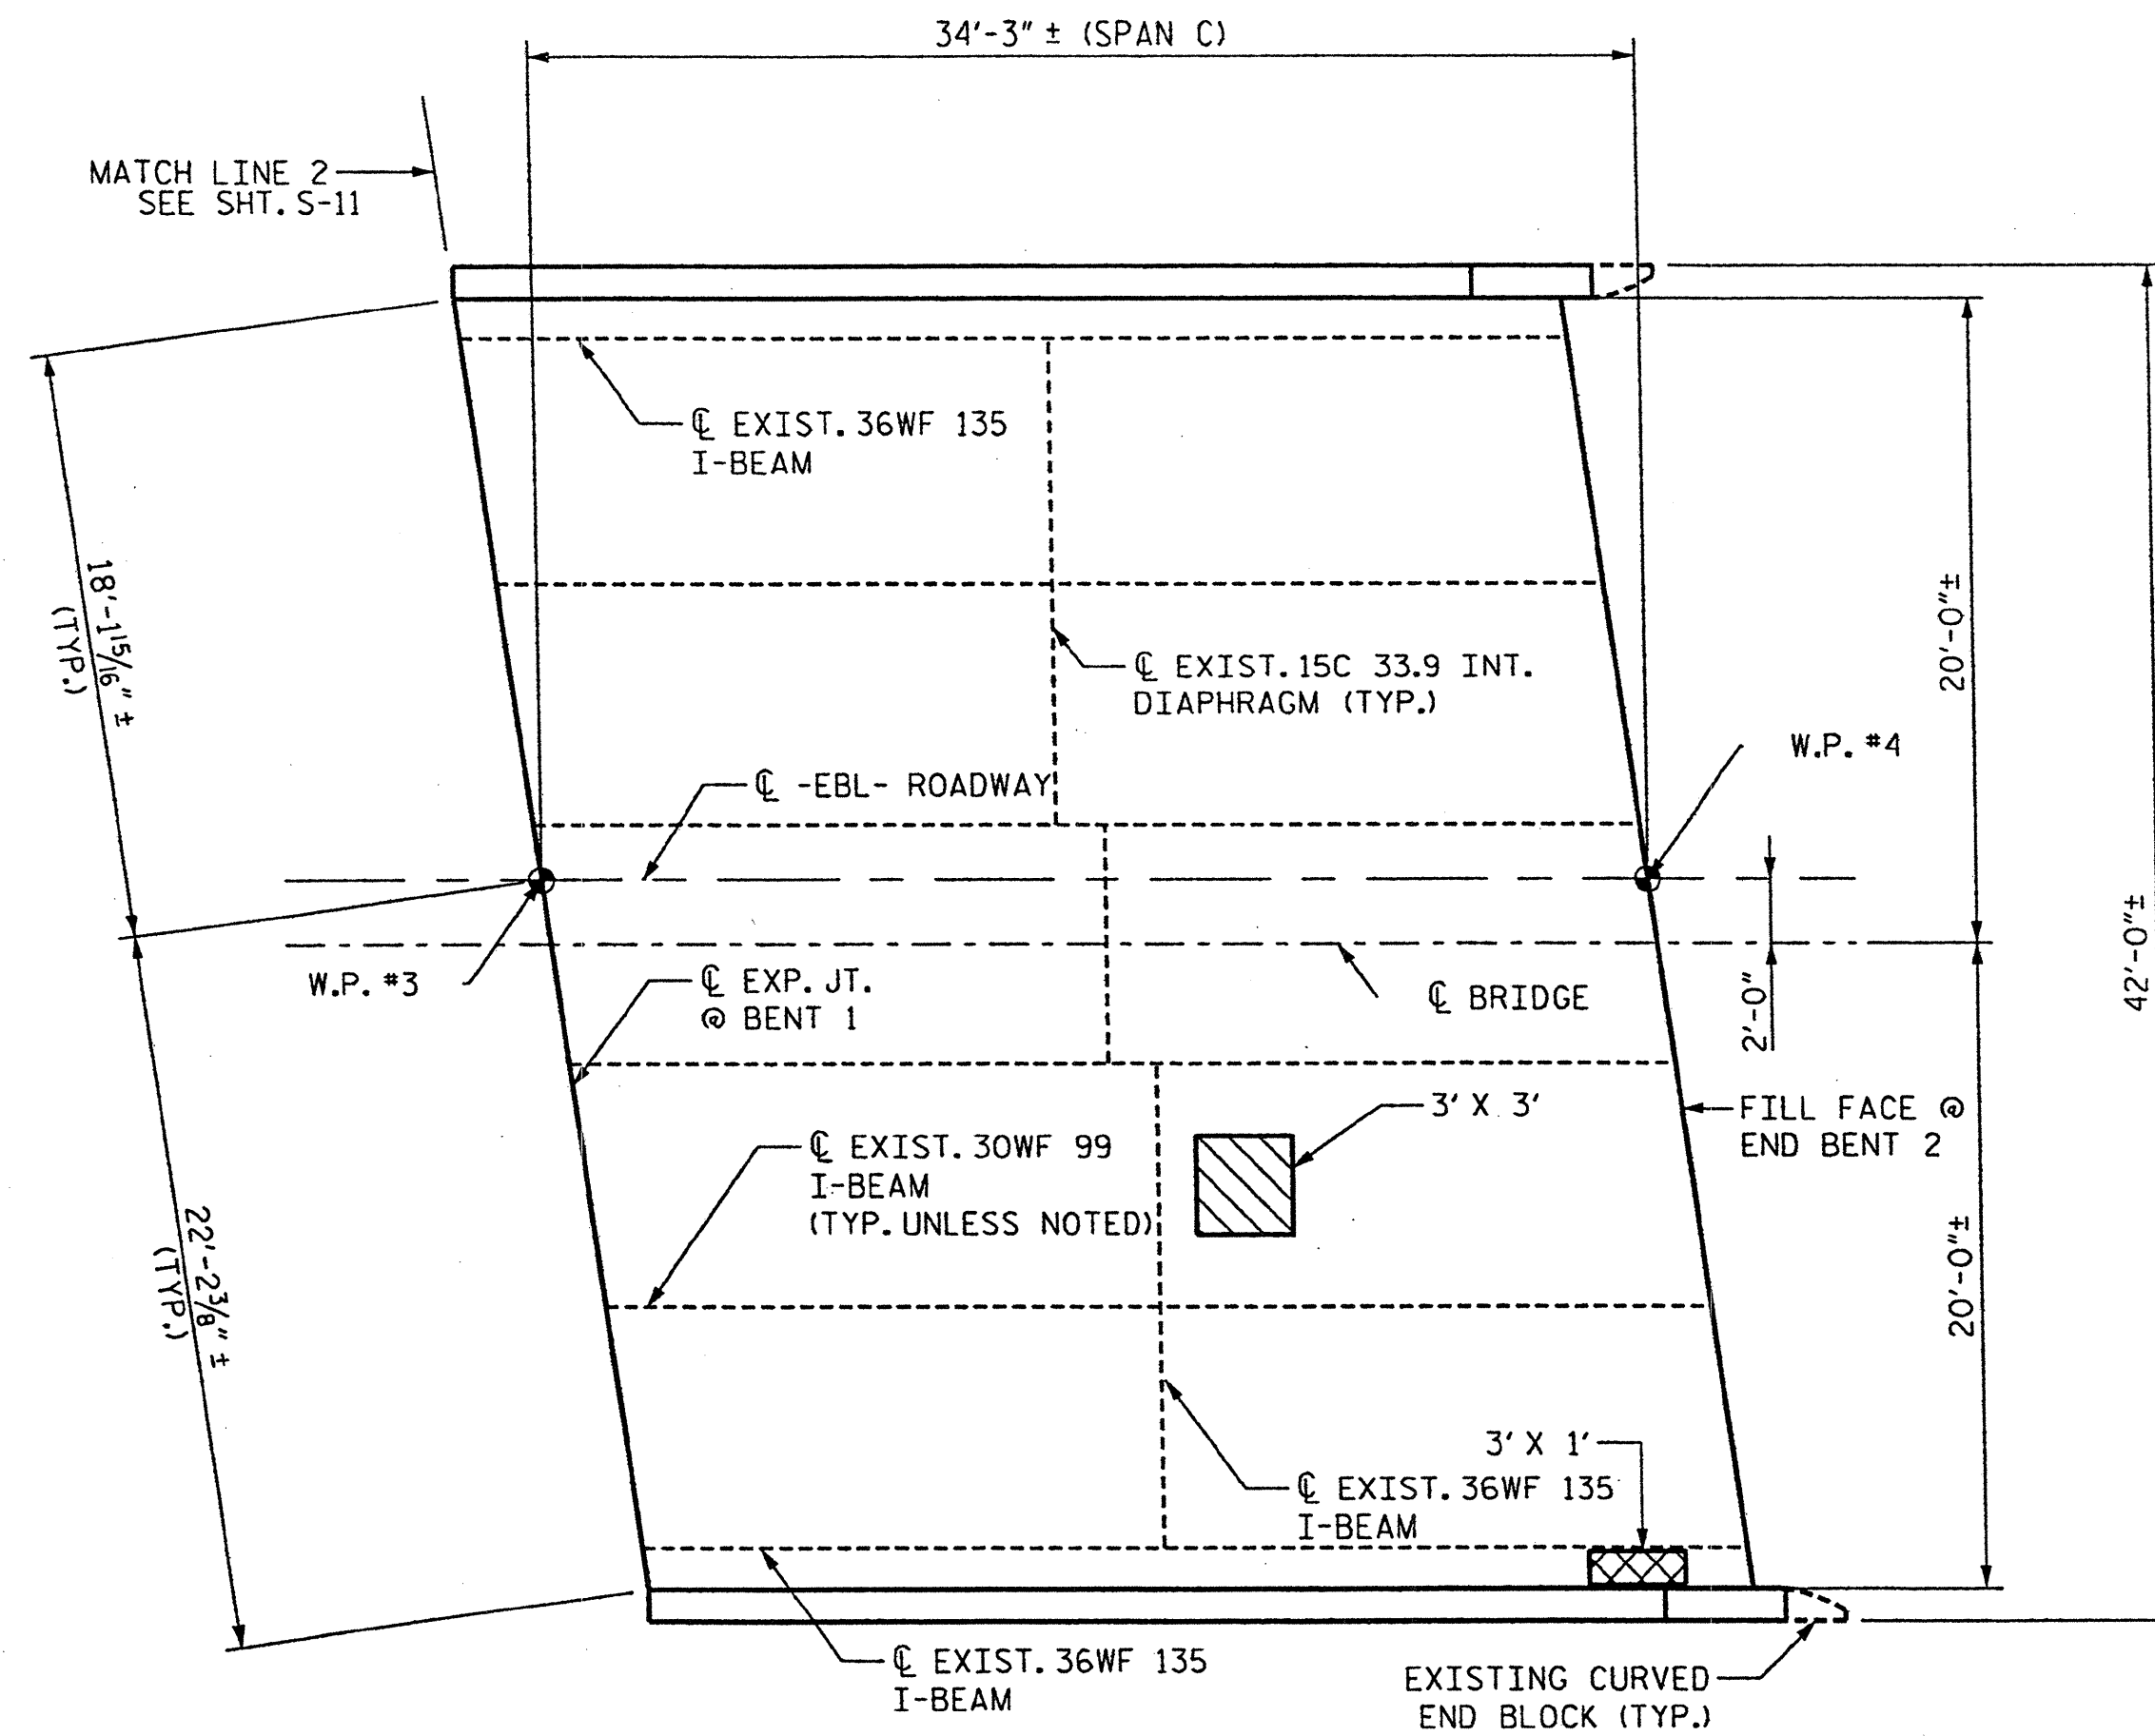 34'-3" ± (SPAN C)
MATCH LINE 2
SEE SHT. S-11
℄ EXIST. 36WF 135
I-BEAM
18'-1 15/16" ±
(TYP.)
20'-0"±
℄ EXIST. 15C 33.9 INT.
DIAPHRAGM (TYP.)
W.P. #4
℄ -EBL- ROADWAY
42'-0"±
W.P. #3
℄ EXP. JT.
@ BENT 1
℄ BRIDGE
2'-0"
3' X 3'
FILL FACE @
END BENT 2
℄ EXIST. 30WF 99
I-BEAM
(TYP. UNLESS NOTED)
22'-2 3/8" ±
(TYP.)
20'-0"±
3' X 1'
℄ EXIST. 36WF 135
I-BEAM
℄ EXIST. 36WF 135
I-BEAM
EXISTING CURVED
END BLOCK (TYP.)